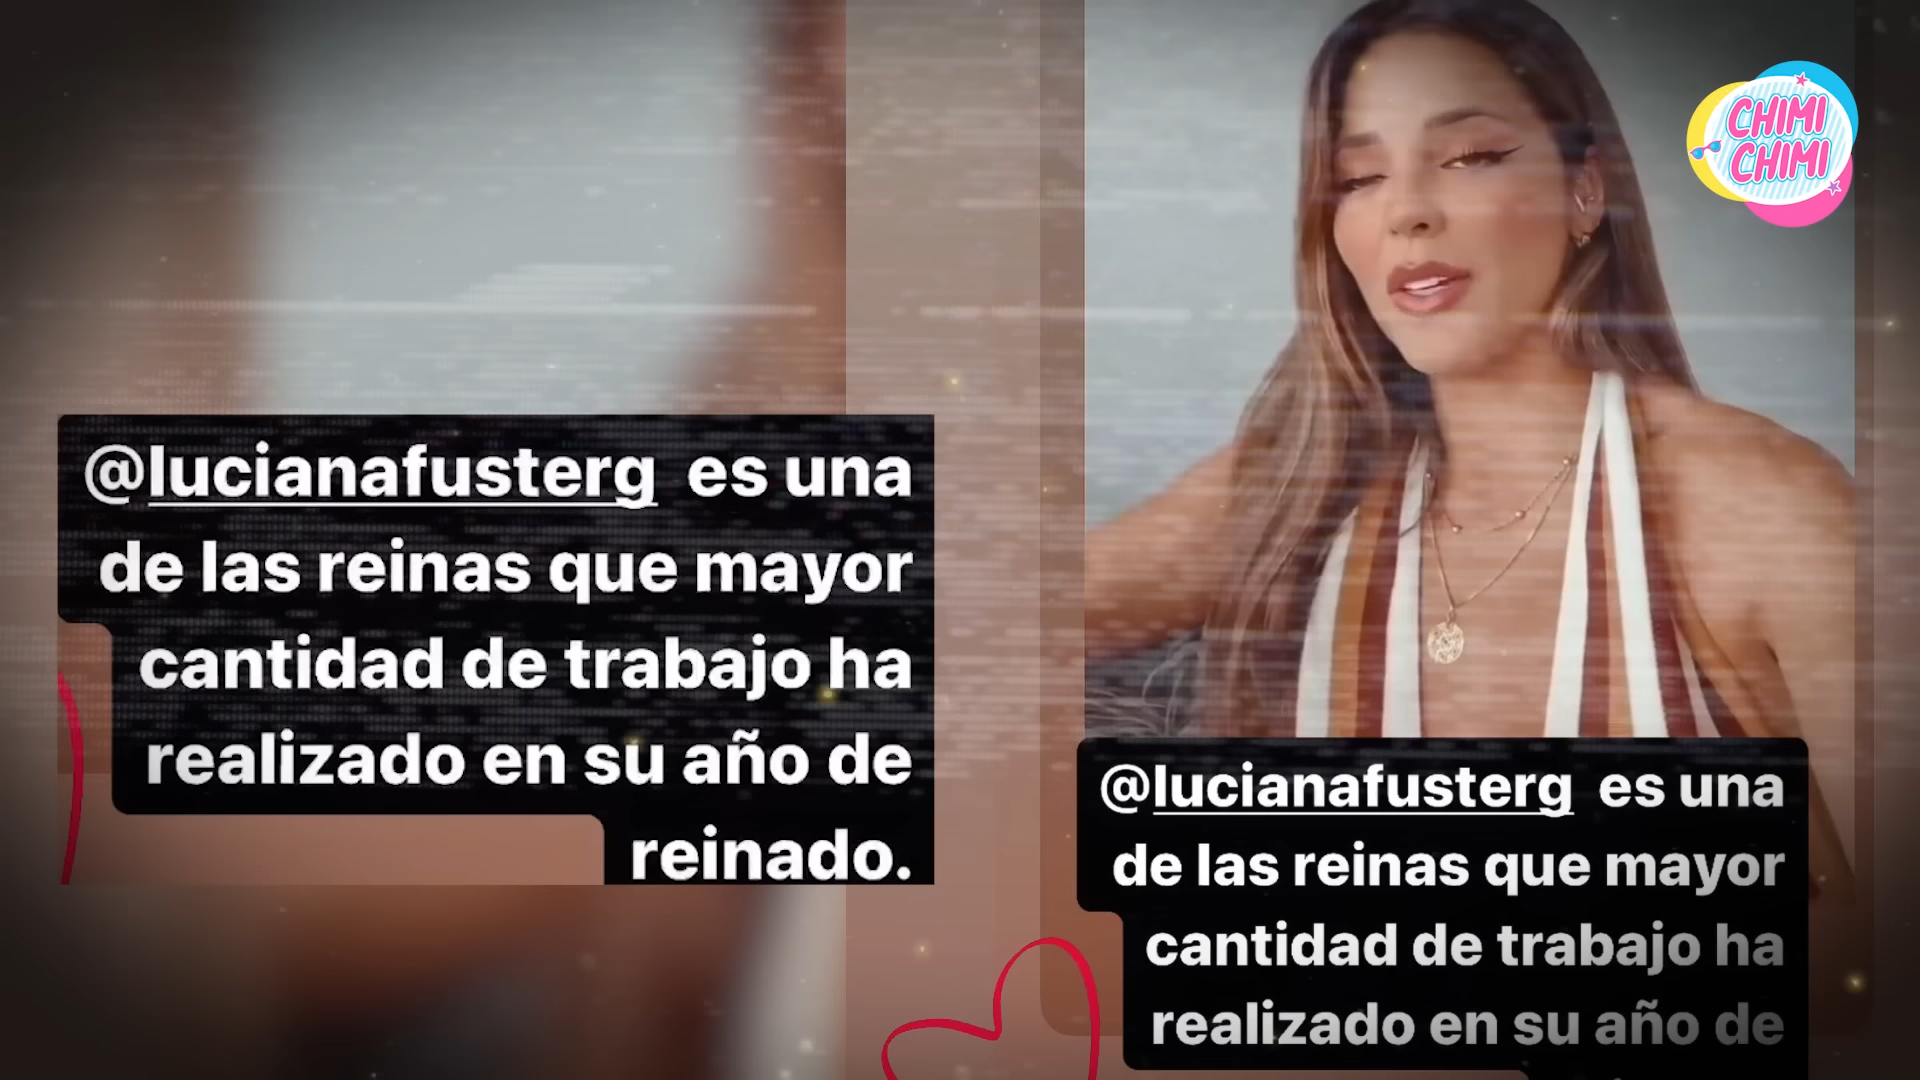 @lucianafusterg es una
de las reinas que mayor
cantidad de trabajo ha
realizado en su año de
reinado.
CHIMI
CHIMI
@lucianafusterg es una
de las reinas que mayor
cantidad de trabajo ha
realizado en su año de